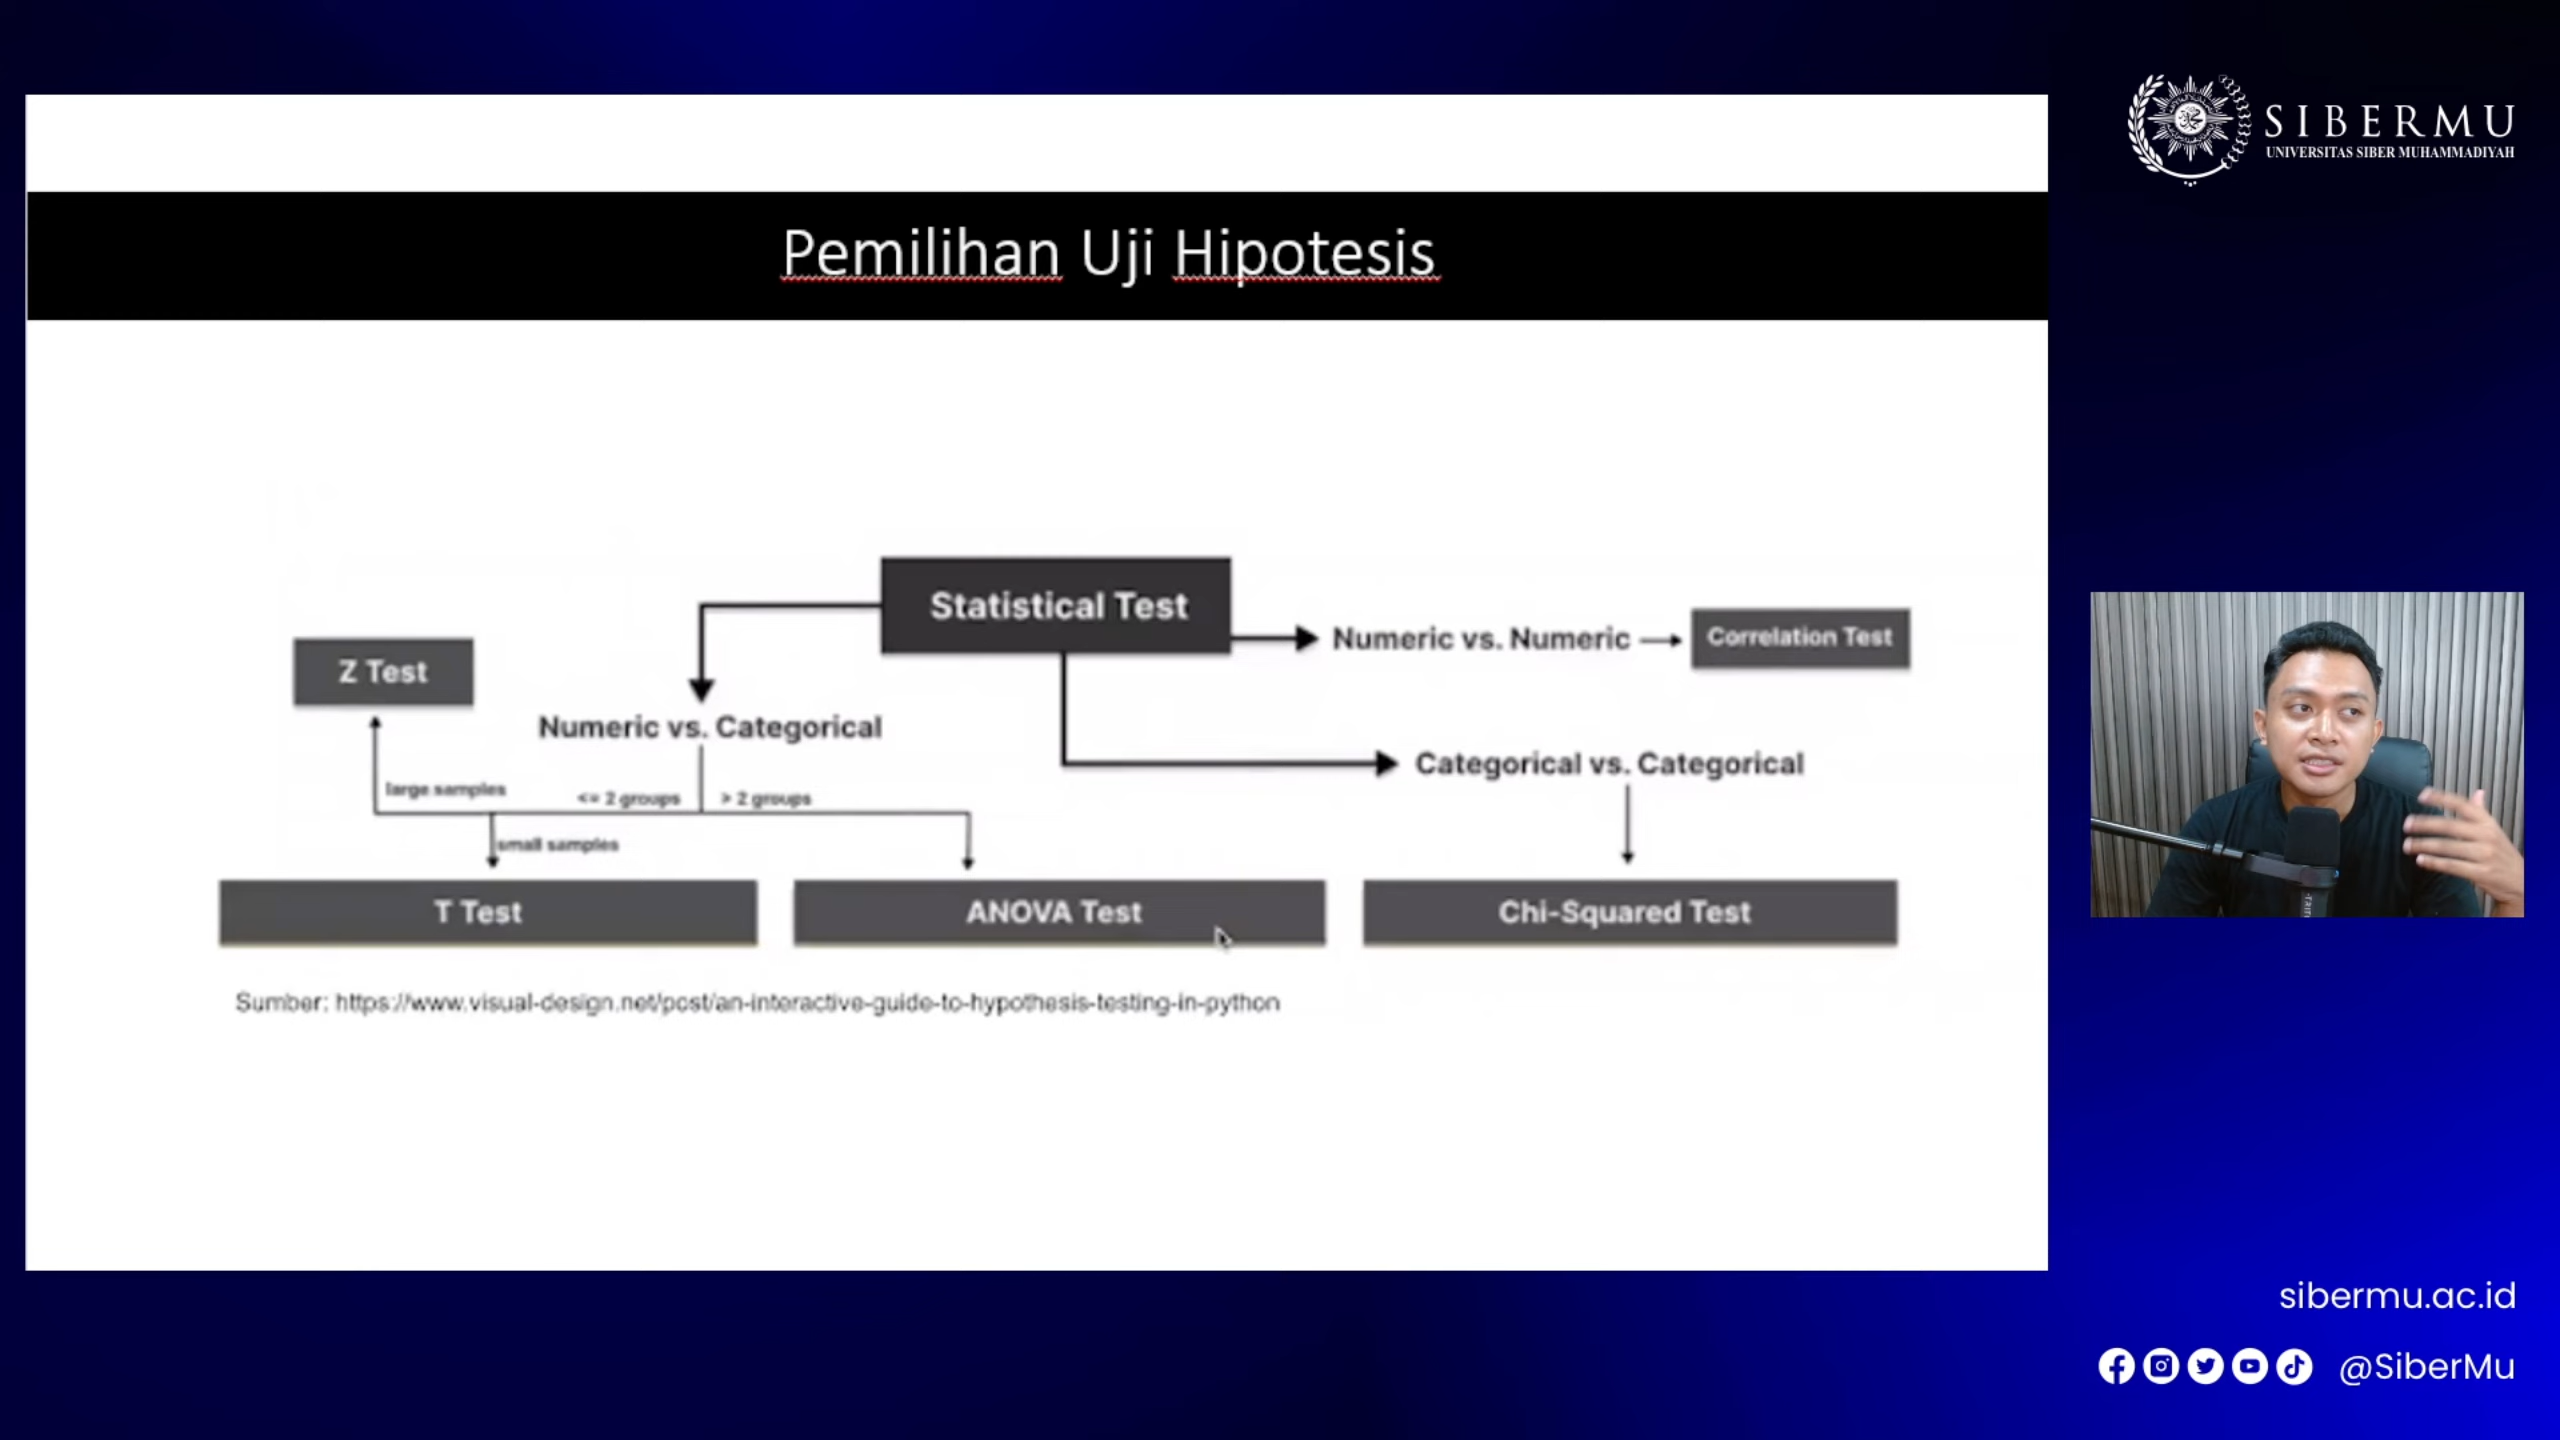 SIBERMU
UNIVERSITAS SIBER MUHAMMADIYAH
Pemilihan Uji Hipotesis
Statistical Test
Numeric vs. Numeric
Correlation Test
Z Test
Numeric vs. Categorical
Categorical vs. Categorical
large samples
<= 2 groups
> 2 groups
small samples
T Test
ANOVA Test
Chi-Squared Test
Sumber: https://www.visual-design.net/post/an-interactive-guide-to-hypothesis-testing-in-python
sibermu.ac.id
@SiberMu